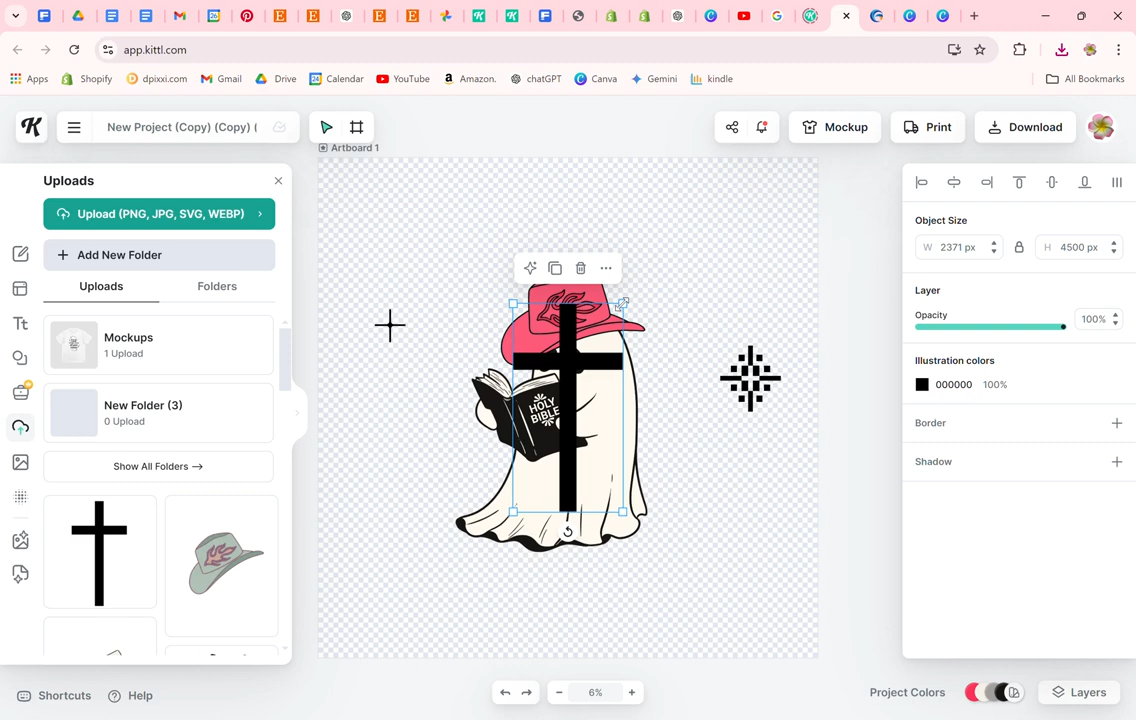 app.kittl.com
Apps
Shopify
dpixxi.com
Gmail
Drive
Calendar
YouTube
Amazon.
chatGPT
Canva
Gemini
kindle
All Bookmarks
New Project (Copy) (Copy) (
Mockup
Print
Download
Artboard 1
Uploads
Upload (PNG, JPG, SVG, WEBP)
Add New Folder
Uploads
Folders
Mockups
1 Upload
New Folder (3)
0 Upload
Show All Folders →
HOLY
BIBLE
Object Size
W 2371 px
H 4500 px
Layer
Opacity
100%
Illustration colors
000000 100%
Border
Shadow
Shortcuts
Help
6%
Project Colors
Layers